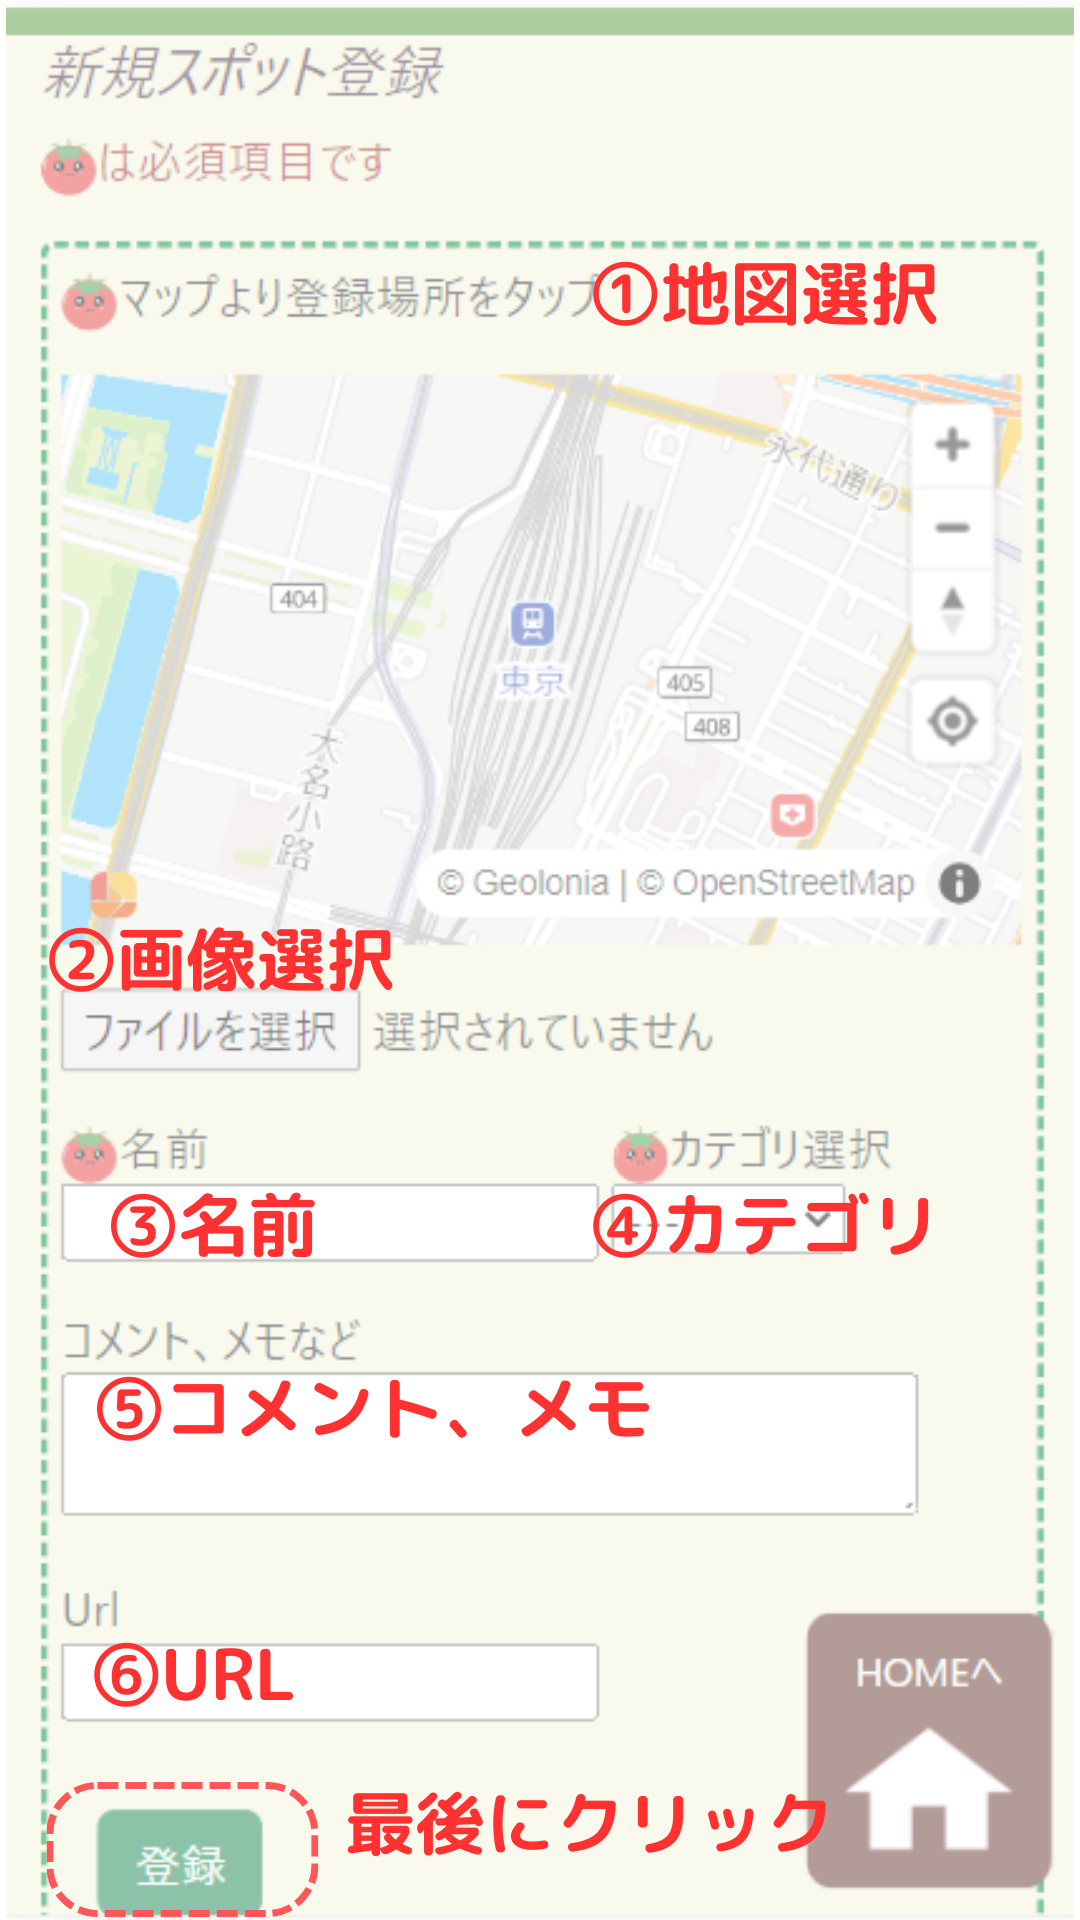 新規スポット登録
は必須項目です
マップより登録場所をタップ
①地図選択
永代通り
404
東京
405
408
大名小路
© Geolonia | © OpenStreetMap
②画像選択
ファイルを選択 選択されていません
名前 カテゴリ選択
③名前 ---
④カテゴリ
コメント、メモなど
⑤コメント、メモ
Url
⑥URL
HOMEへ
最後にクリック
登録